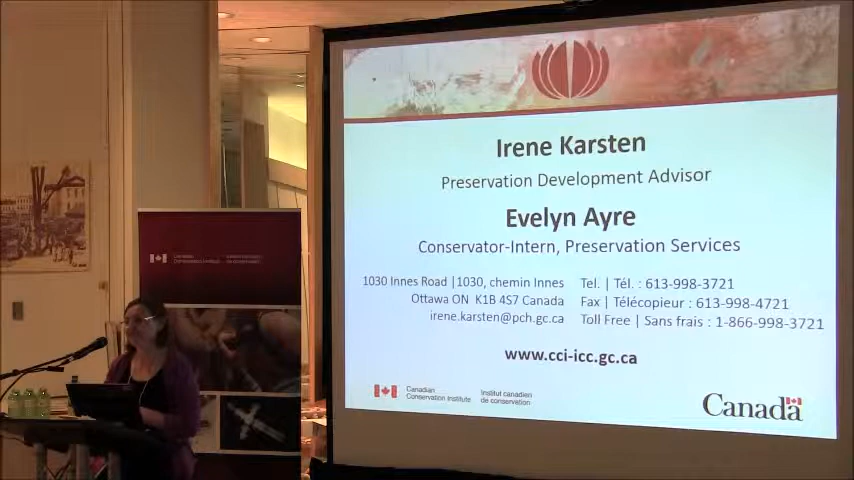 Irene Karsten
Preservation Development Advisor
Evelyn Ayre
Conservator-Intern, Preservation Services
1030 Innes Road |1030, chemin Innes
Ottawa ON K1B 4S7 Canada
irene.karsten@pch.gc.ca
Tel. | Tél. : 613-998-3721
Fax | Télécopieur : 613-998-4721
Toll Free | Sans frais : 1-866-998-3721
www.cci-icc.gc.ca
Canadian
Conservation Institute
Institut canadien
de conservation
Canada